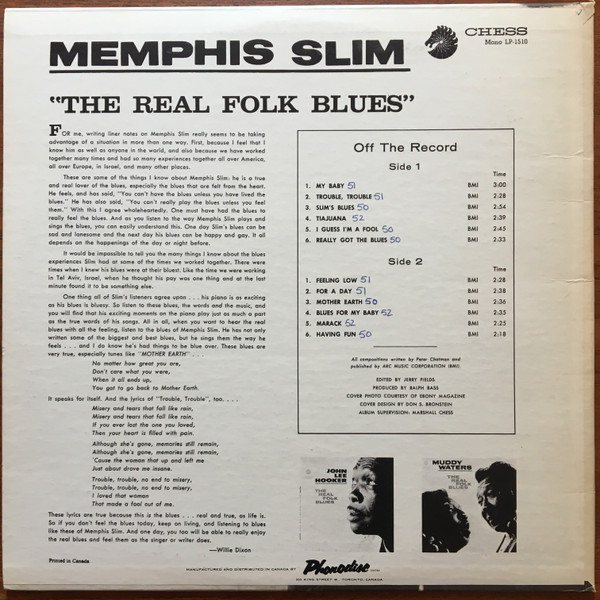 MEMPHIS SLIM
CHESS
Mono LP-1510
"THE REAL FOLK BLUES"
FOR me, writing liner notes on Memphis Slim really seems to be taking
advantage of a situation in more than one way. First, because I feel that I
know him as well as anyone in the world, and also because we have worked
together many times and had so many experiences together all over America,
all over Europe, in Israel, and many other places.
These are some of the things I know about Memphis Slim: he is a true
and real lover of the blues, especially the blues that are felt from the heart.
He feels, and has said, "You can't have the blues unless you have lived the
blues." He has also said, "You can't really play the blues unless you feel
them." With this I agree wholeheartedly. One must have had the blues to
really feel the blues. And as you listen to the way Memphis Slim plays and
sings the blues, you can easily understand this. One day Slim's blues can be
sad and lonesome and the next day his blues can be happy and gay. It all
depends on the happenings of the day or night before.
It would be impossible to tell you the many things I know about the blues
experiences Slim had at some of the times we worked together. There were
times when I knew his blues were at their bluest. Like the time we were working
in Tel Aviv, Israel, when he thought his pay was one thing and at the last
minute found it to be something else.
One thing all of Slim's listeners agree upon . . . his piano is as exciting
as his blues is bluesy. So listen to these blues, the words and the music, and
you will find that his exciting moments on the piano play just as much a part
as the true words of his songs. All in all, when you want to hear the real
blues with all the feeling, listen to the blues of Memphis Slim. He has not only
written some of the biggest and best blues, but he sings them the way he
feels . . . and I do know he's had things to be blue over. These blues are
very true, especially tunes like "MOTHER EARTH" . . .
No matter how great you are,
Don't care what you were,
When it all ends up,
You got to go back to Mother Earth.
It speaks for itself. And the lyrics of "Trouble, Trouble", too. . . .
Misery and tears that fall like rain,
Misery and tears that fall like rain,
If you ever lost the one you loved,
Then your heart is filled with pain.
Although she's gone, memories still remain,
Although she's gone, memories still remain,
'Cause the woman that up and left me
Just about drove me insane.
Trouble, trouble, no end to misery,
Trouble, trouble, no end to misery,
I loved that woman
That made a fool out of me.
These lyrics are true because this is the blues . . . real and true, as life is.
So if you don't feel the blues today, keep on living, and listening to blues
like these of Memphis Slim. And one day, you too will be able to really enjoy
the real blues and feel them as the singer or writer does.
—Willie Dixon
Printed in Canada
Off The Record
Side 1
Time
1. MY BABY 51 BMI 3:00
2. TROUBLE, TROUBLE 51 BMI 2:28
3. SLIM'S BLUES 50 BMI 2:54
4. TIAJUANA 52 BMI 2:39
5. I GUESS I'M A FOOL 50 BMI 2:45
6. REALLY GOT THE BLUES 50 BMI 2:33
Side 2
Time
1. FEELING LOW 51 BMI 2:28
2. FOR A DAY 51 BMI 2:38
3. MOTHER EARTH 50 BMI 2:36
4. BLUES FOR MY BABY 52 BMI 2:35
5. MARACK 52 BMI 2:25
6. HAVING FUN 50 BMI 2:18
All compositions written by Peter Chatman and
published by ARC MUSIC CORPORATION (BMI).
EDITED BY JERRY FIELDS
PRODUCED BY RALPH BASS
COVER PHOTO COURTESY OF EBONY MAGAZINE
COVER DESIGN BY DON S. BRONSTEIN
ALBUM SUPERVISION: MARSHALL CHESS
JOHN
LEE
HOOKER
THE
REAL
FOLK
BLUES
MUDDY
WATERS
THE REAL
FOLK
BLUES
MANUFACTURED AND DISTRIBUTED IN CANADA BY Phonodisc
90 KING STREET W., TORONTO, CANADA